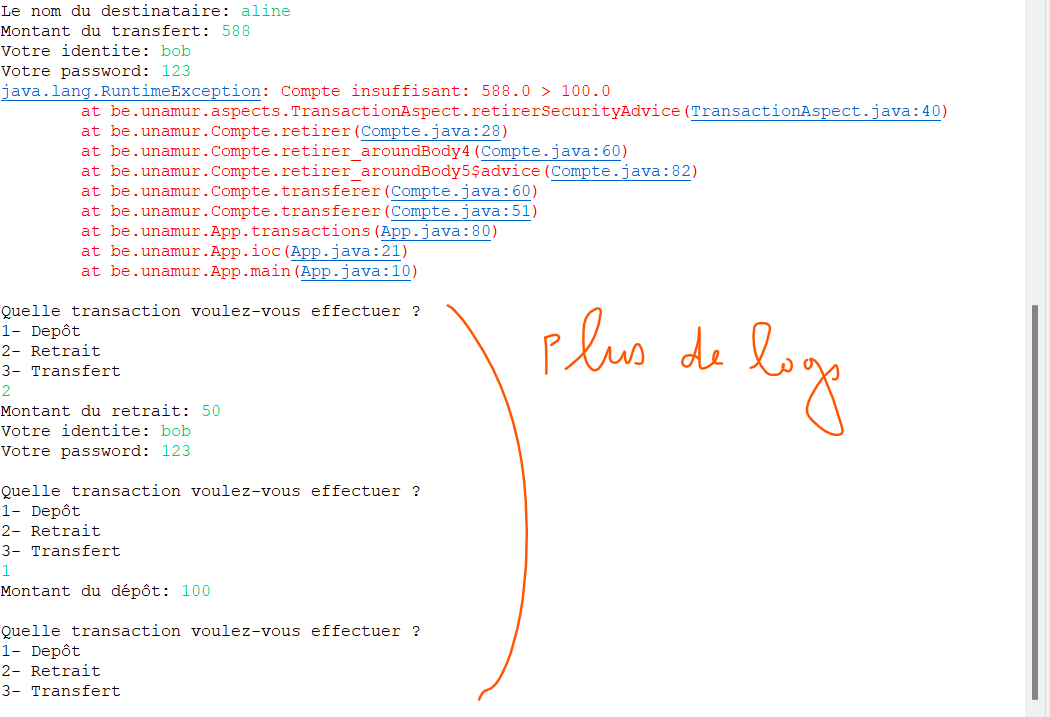 Le nom du destinataire: aline
Montant du transfert: 588
Votre identite: bob
Votre password: 123
java.lang.RuntimeException: Compte insuffisant: 588.0 > 100.0
at be.unamur.aspects.TransactionAspect.retirerSecurityAdvice(TransactionAspect.java:40)
at be.unamur.Compte.retirer(Compte.java:28)
at be.unamur.Compte.retirer_aroundBody4(Compte.java:60)
at be.unamur.Compte.retirer_aroundBody5$advice(Compte.java:82)
at be.unamur.Compte.transferer(Compte.java:60)
at be.unamur.Compte.transferer(Compte.java:51)
at be.unamur.App.transactions(App.java:80)
at be.unamur.App.ioc(App.java:21)
at be.unamur.App.main(App.java:10)
Quelle transaction voulez-vous effectuer ?
1- Depôt
2- Retrait
3- Transfert
2
Montant du retrait: 50
Votre identite: bob
Votre password: 123
Quelle transaction voulez-vous effectuer ?
1- Depôt
2- Retrait
3- Transfert
1
Montant du dépôt: 100
Quelle transaction voulez-vous effectuer ?
1- Depôt
2- Retrait
3- Transfert
Plus de logs